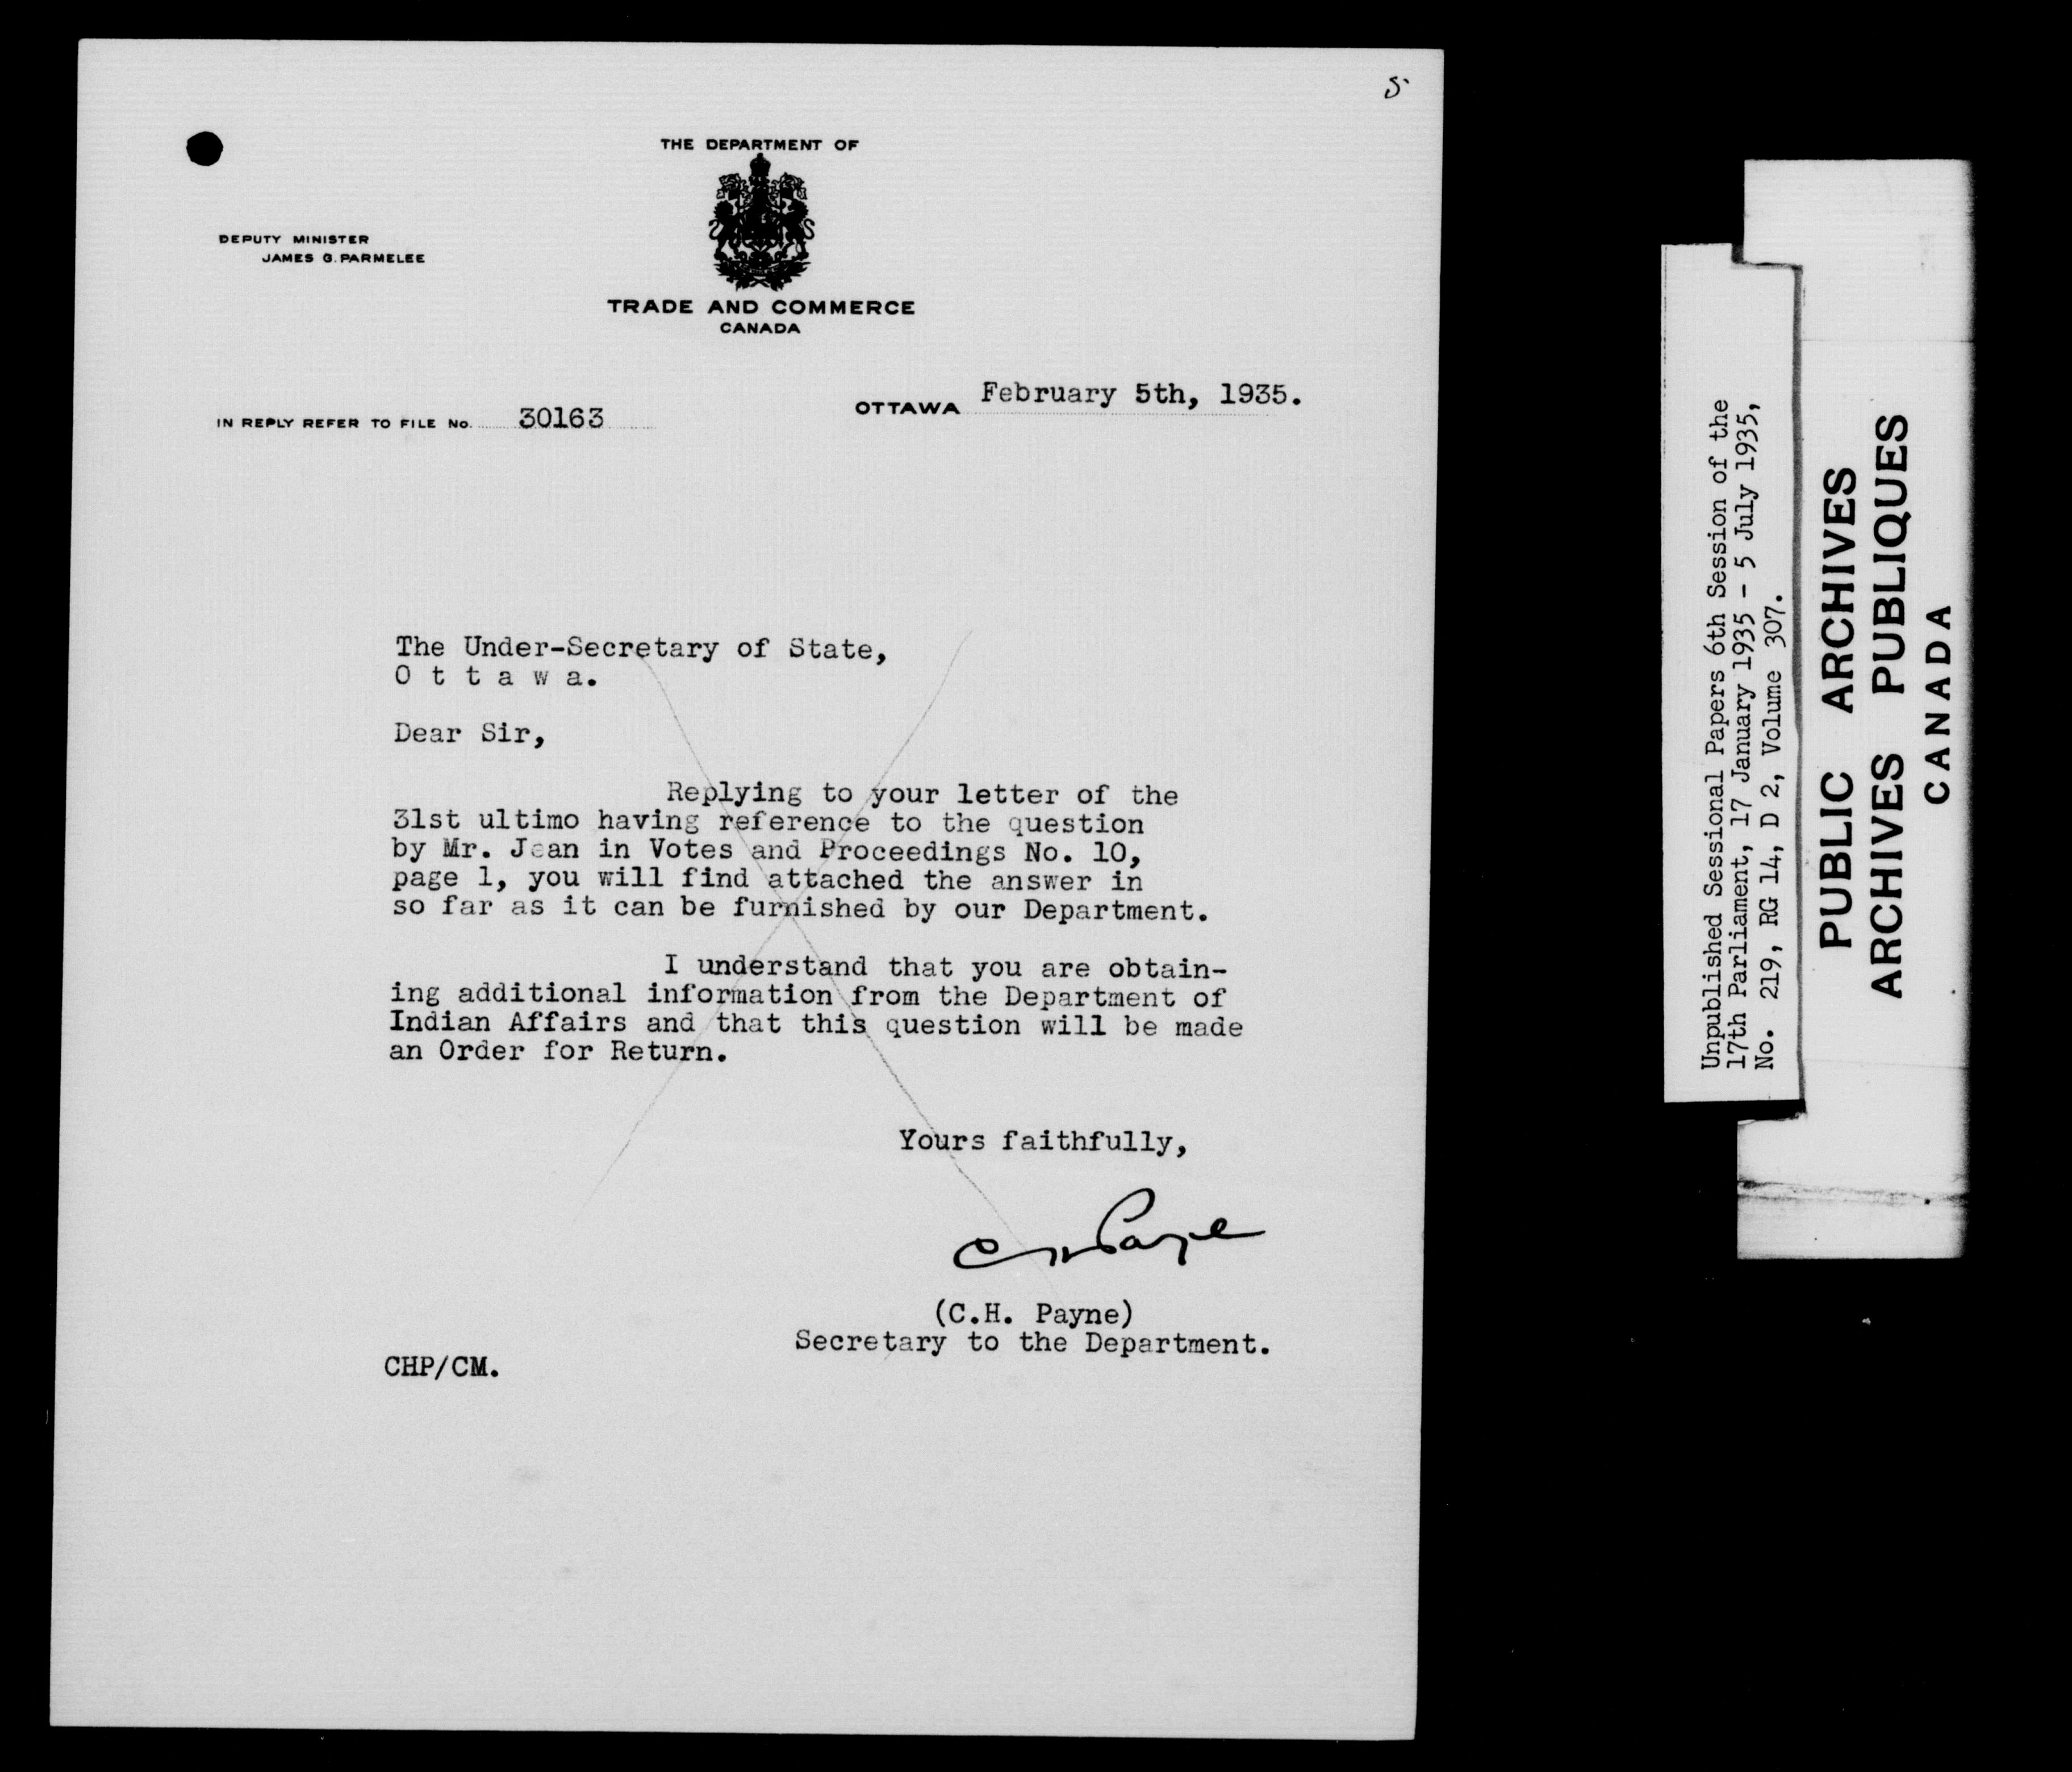 5
THE DEPARTMENT OF
DEPUTY MINISTER
JAMES G. PARMELEE
TRADE AND COMMERCE
CANADA
IN REPLY REFER TO FILE No. 30163
OTTAWA February 5th, 1935.
The Under-Secretary of State,
O t t a w a.
Dear Sir,
Replying to your letter of the
31st ultimo having reference to the question
by Mr. Jean in Votes and Proceedings No. 10,
page 1, you will find attached the answer in
so far as it can be furnished by our Department.
I understand that you are obtain-
ing additional information from the Department of
Indian Affairs and that this question will be made
an Order for Return.
Yours faithfully,
CH Payne
(C.H. Payne)
Secretary to the Department.
CHP/CM.
Unpublished Sessional Papers 6th Session of the
17th Parliament, 17 January 1935 - 5 July 1935,
No. 219, RG 14, D 2, Volume 307.
PUBLIC ARCHIVES
ARCHIVES PUBLIQUES
CANADA